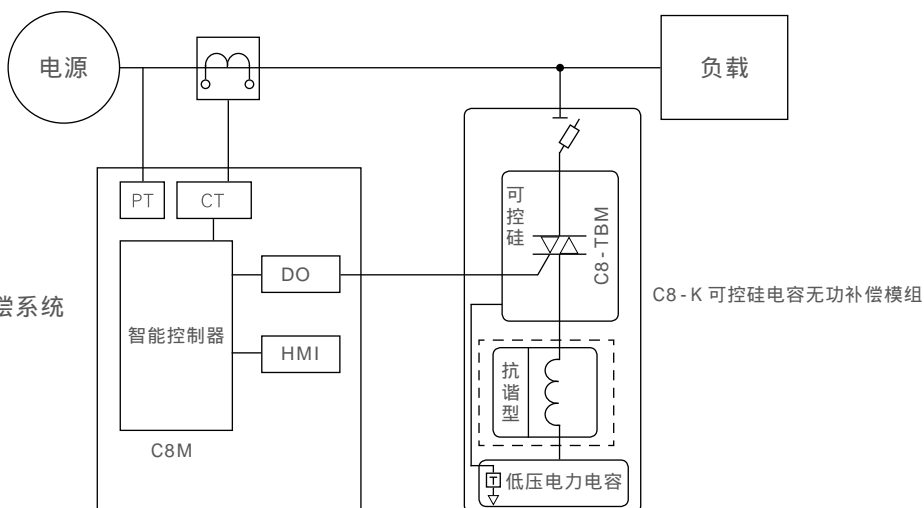 电源
负载
PT
CT
可控硅
C8-TBM
DO
C8-K 可控硅电容无功补偿模组
偿系统
智能控制器
HMI
抗谐型
C8M
T
低压电力电容